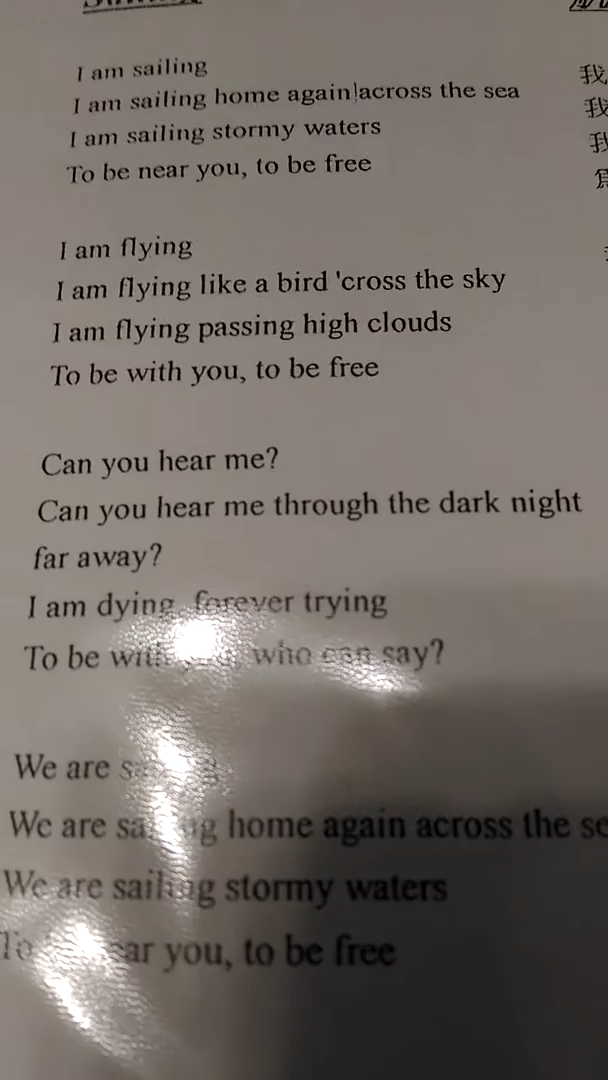 I am sailing
I am sailing home again across the sea
I am sailing stormy waters
To be near you, to be free
我
我
我
I am flying
I am flying like a bird 'cross the sky
I am flying passing high clouds
To be with you, to be free
Can you hear me?
Can you hear me through the dark night
far away?
I am dying, forever trying
To be with who can say?
We are
We are sailing home again across the
We are sailing stormy waters
To you, to be free